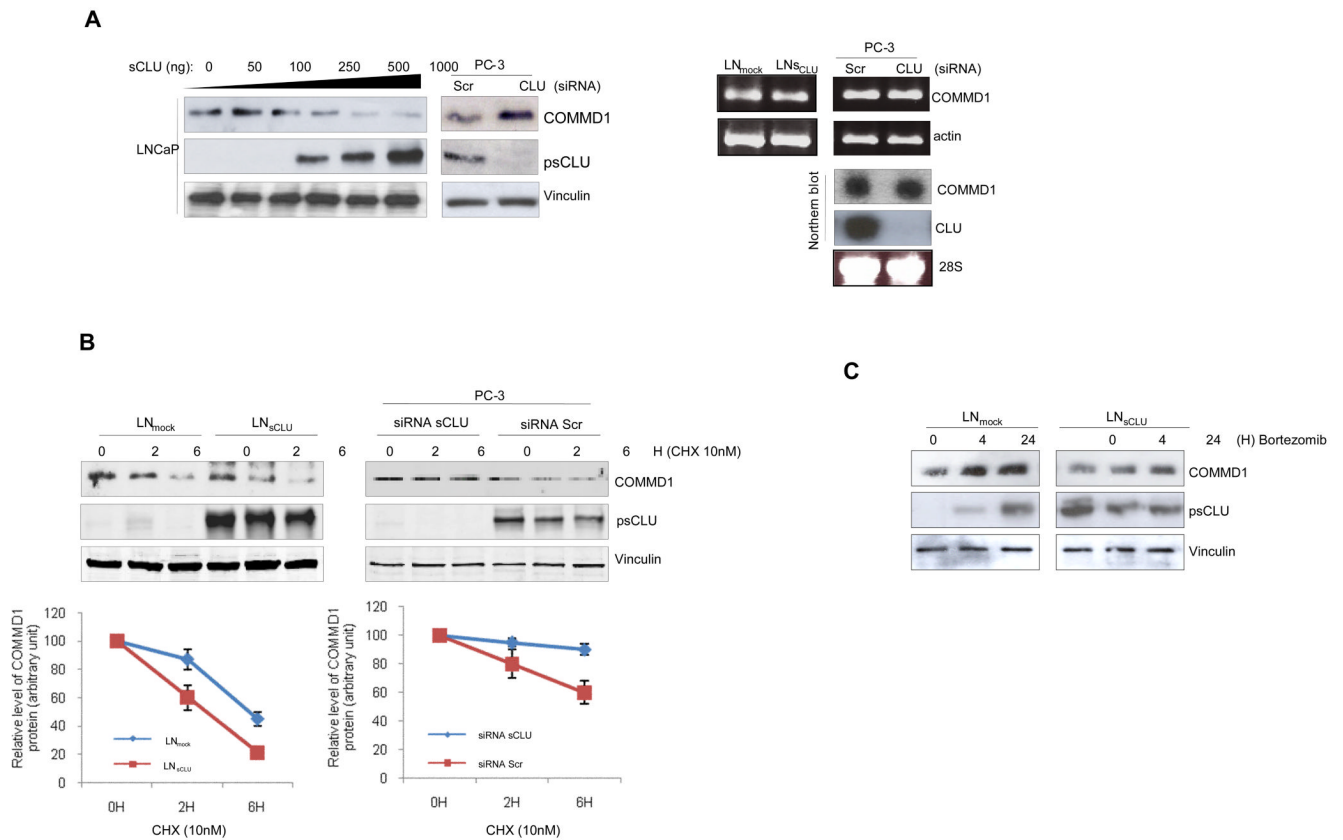 A
sCLU (ng): 0 50 100 250 500 1000
PC-3
Scr CLU (siRNA)
LNCaP
COMMD1
psCLU
Vinculin
LNmock LNsCLU
PC-3
Scr CLU (siRNA)
COMMD1
actin
Northern blot
COMMD1
CLU
28S
B
LNmock LNsCLU
0 2 6 0 2 6 H (CHX 10nM)
PC-3
siRNA sCLU siRNA Scr
0 2 6 0 2 6
COMMD1
psCLU
Vinculin
Relative level of COMMD1
protein (arbitrary unit)
120
100
80
60
40
20
0
LNmock
LNsCLU
0H 2H 6H
CHX (10nM)
120
100
80
60
40
20
0
Relative level of COMMD1
protein (arbitrary unit)
siRNA sCLU
siRNA Scr
0H 2H 6H
CHX (10nM)
C
LNmock LNsCLU
0 4 24 0 4 24 (H) Bortezomib
COMMD1
psCLU
Vinculin